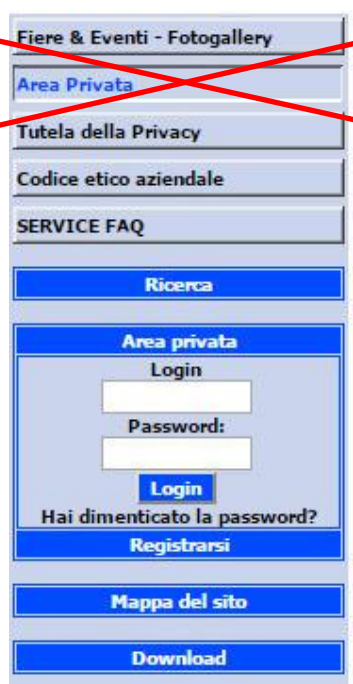 Fiere & Eventi - Fotogallery
Area Privata
Tutela della Privacy
Codice etico aziendale
SERVICE FAQ
Ricerca
Area privata
Login
Password:
Login
Hai dimenticato la password?
Registrarsi
Mappa del sito
Download